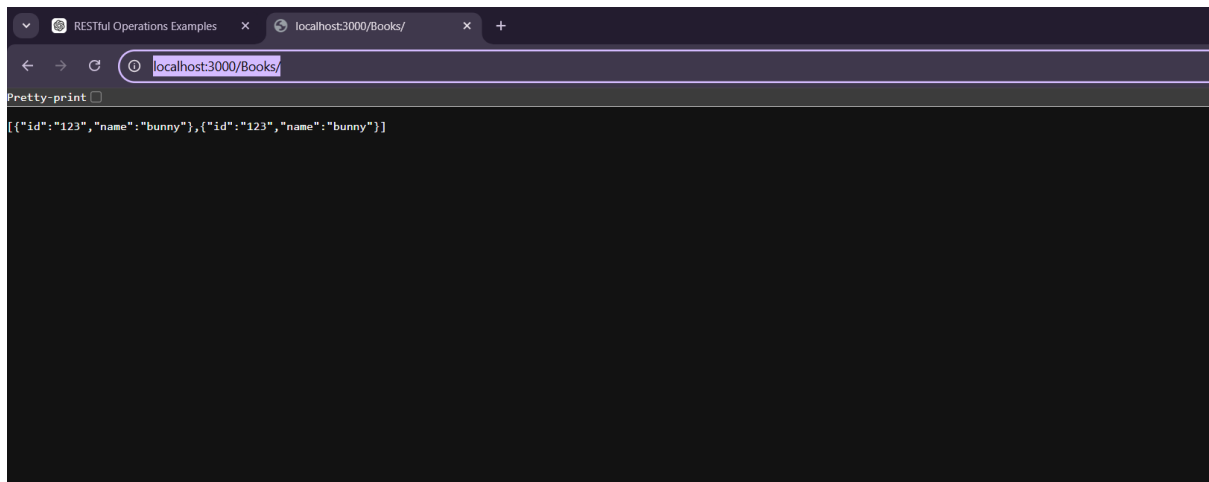 RESTful Operations Examples
localhost:3000/Books/
localhost:3000/Books/
Pretty-print
[{"id":"123","name":"bunny"},{"id":"123","name":"bunny"}]